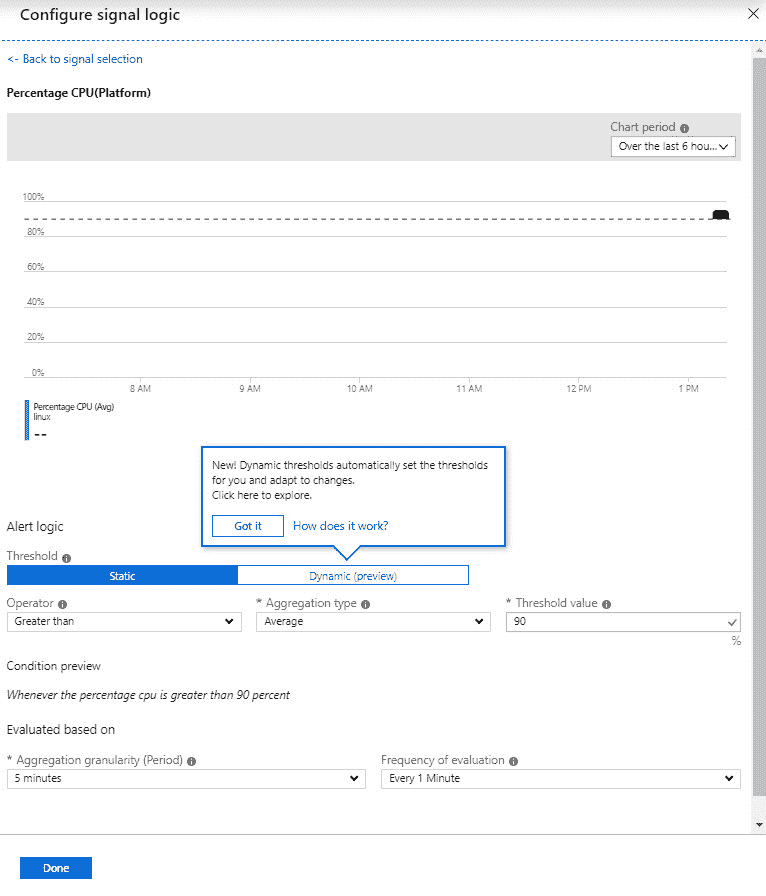 Configure signal logic
<- Back to signal selection
Percentage CPU(Platform)
Chart period
Over the last 6 hou...
100%
80%
60%
40%
20%
0%
8 AM 9 AM 10 AM 11 AM 12 PM 1 PM
Percentage CPU (Avg)
linux
--
New! Dynamic thresholds automatically set the thresholds
for you and adapt to changes.
Click here to explore.
Got it How does it work?
Alert logic
Threshold
Static Dynamic (preview)
Operator * Aggregation type * Threshold value
Greater than Average 90
%
Condition preview
Whenever the percentage cpu is greater than 90 percent
Evaluated based on
* Aggregation granularity (Period) Frequency of evaluation
5 minutes Every 1 Minute
Done